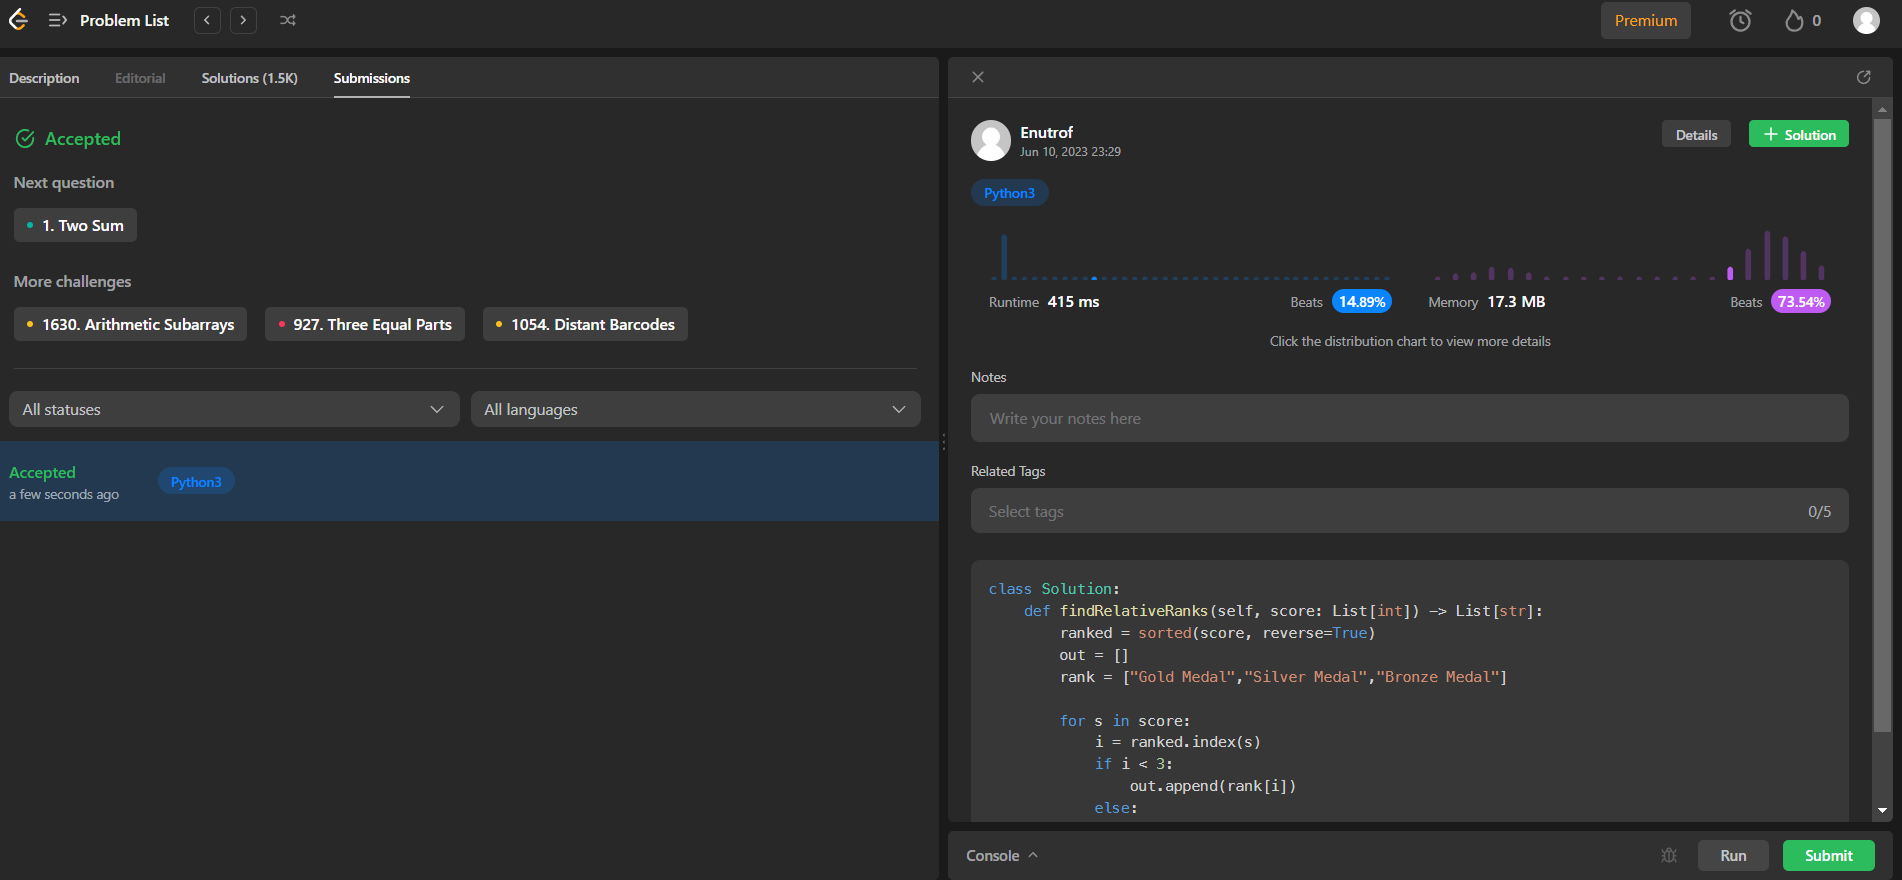 Problem List
Premium
0
Description Editorial Solutions (1.5K) Submissions
Accepted
Next question
1. Two Sum
More challenges
1630. Arithmetic Subarrays 927. Three Equal Parts 1054. Distant Barcodes
All statuses All languages
Accepted
a few seconds ago
Python3
Enutrof
Jun 10, 2023 23:29
Details
Solution
Python3
Runtime 415 ms Beats 14.89% Memory 17.3 MB Beats 73.54%
Click the distribution chart to view more details
Notes
Write your notes here
Related Tags
Select tags 0/5
class Solution:
    def findRelativeRanks(self, score: List[int]) -> List[str]:
        ranked = sorted(score, reverse=True)
        out = []
        rank = ["Gold Medal","Silver Medal","Bronze Medal"]
        for s in score:
            i = ranked.index(s)
            if i < 3:
                out.append(rank[i])
            else:
Console Run Submit